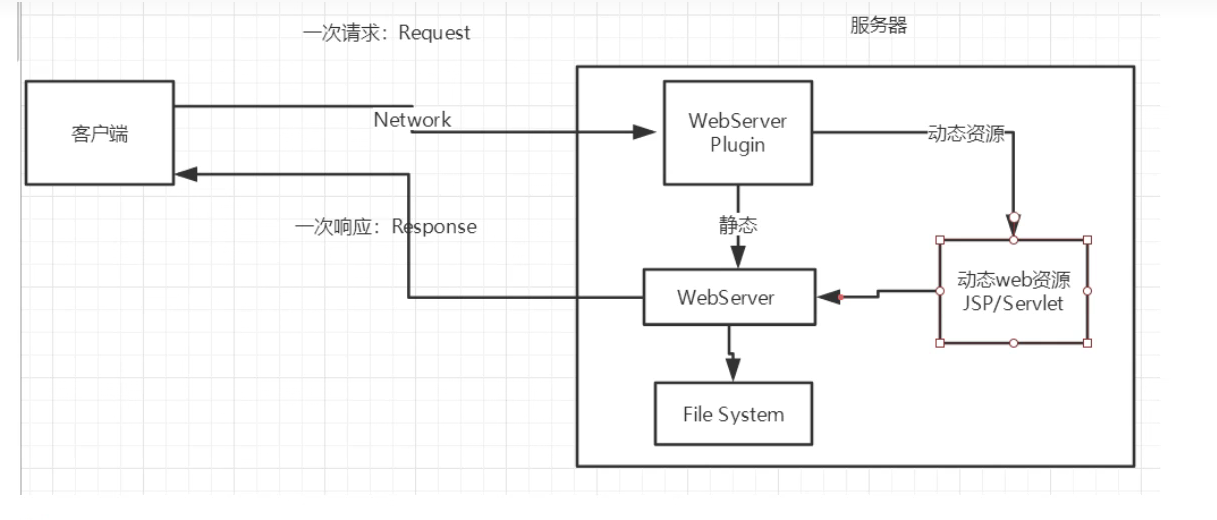 一次请求：Request
服务器
客户端
Network
WebServer
Plugin
动态资源
一次响应：Response
静态
WebServer
动态web资源
JSP/Servlet
File System